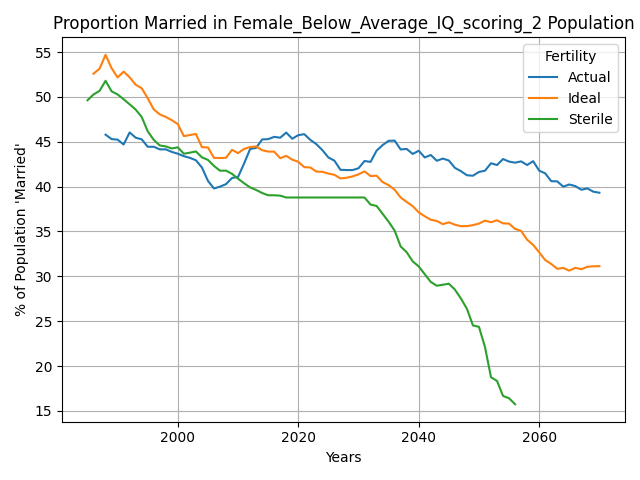 Proportion Married in Female_Below_Average_IQ_scoring_2 Population
Fertility
Actual
Ideal
Sterile
% of Population 'Married'
55
50
45
40
35
30
25
20
15
2000
2020
2040
2060
Years